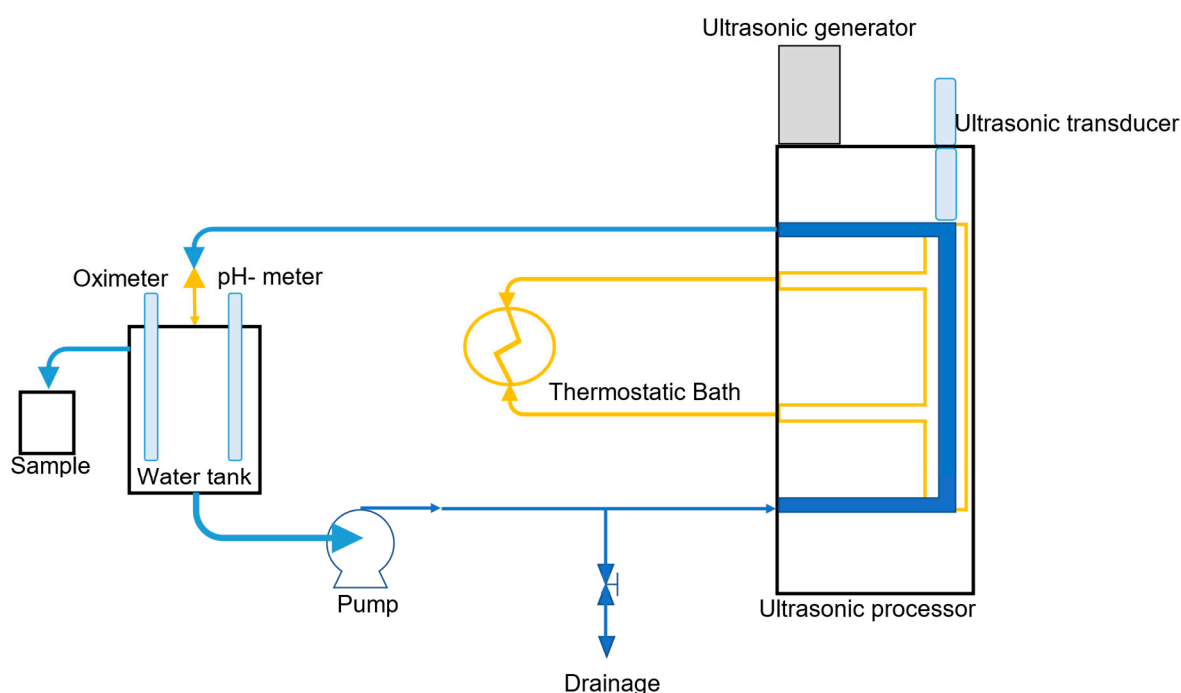 Ultrasonic generator
Ultrasonic transducer
Oximeter
pH- meter
Thermostatic Bath
Sample
Water tank
Pump
Ultrasonic processor
Drainage